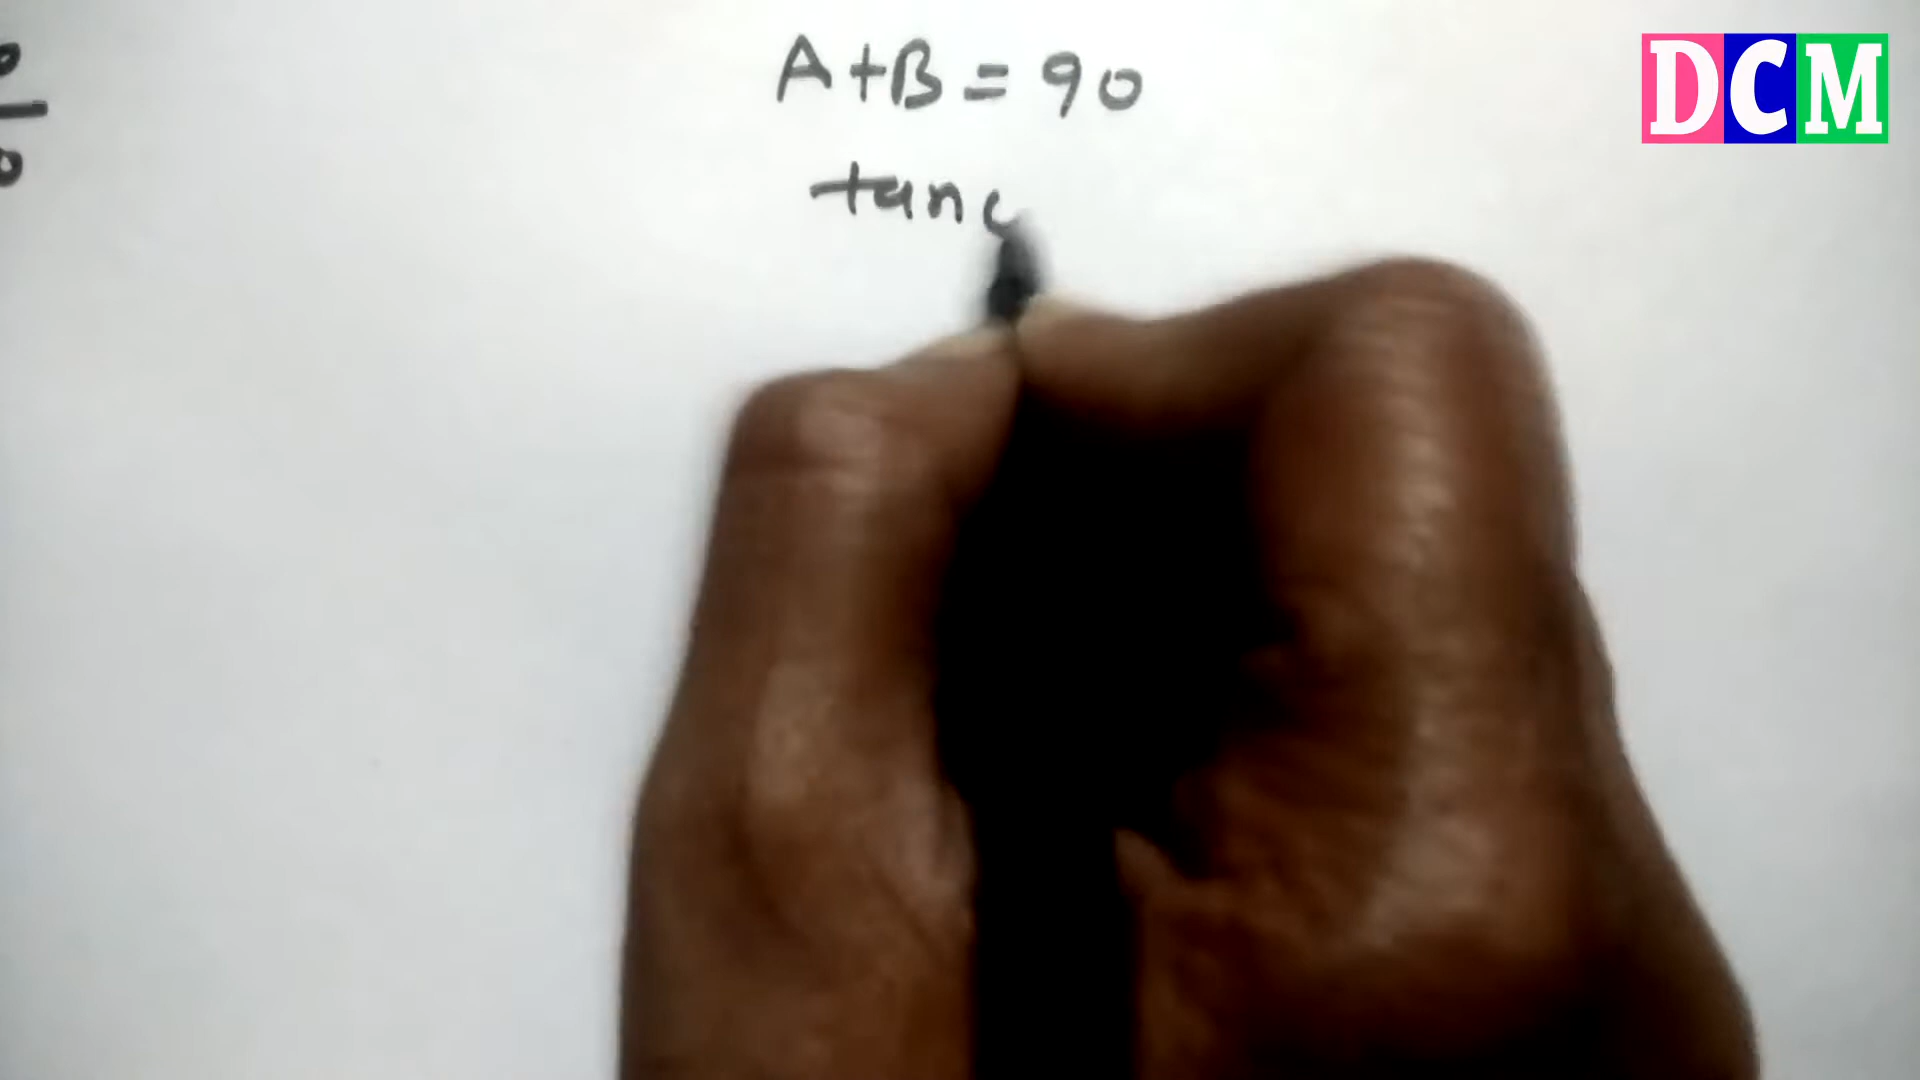 DCM
A+B = 90
tan